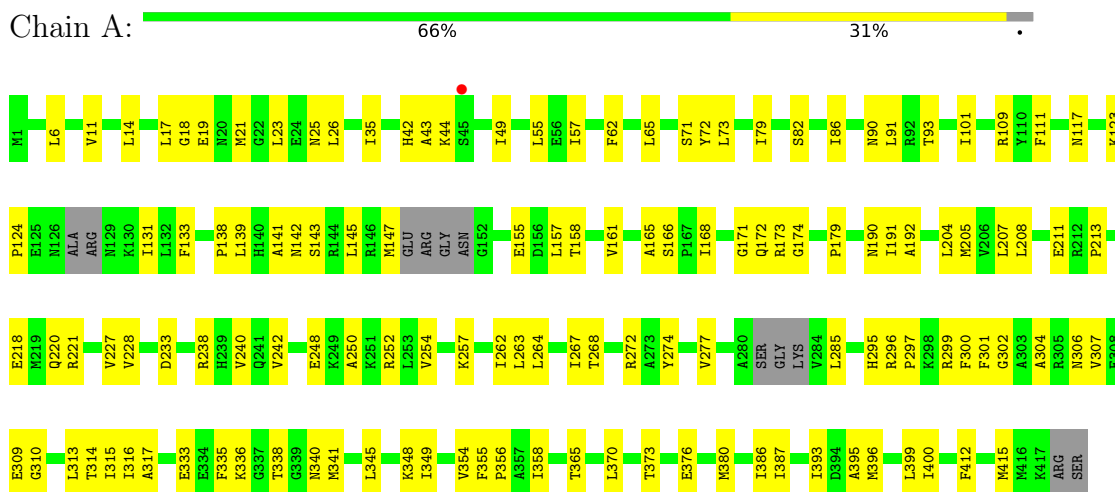 Chain A:
66% 31% •
M1 L6 V11 L14 L17 G18 E19 N20 M21 G22 L23 E24 N25 L26 I35 H42 A43 K44 S45 I49 L55 E56 I57 F62 L65 S71 Y72 L73 I79 S82 I86 N90 L91 R92 T93 I101 R109 Y110 F111 N117 K123
P124 E125 N126 ALA ARG N129 K130 I131 L132 F133 P138 L139 H140 A141 N142 S143 R144 L145 R146 M147 GLU ARG GLY ASN G152 E155 D156 L157 T158 V161 A165 S166 P167 I168 G171 Q172 R173 G174 P179 N190 I191 A192 L204 M205 V206 L207 L208 E211 R212 P213
E218 M219 Q220 R221 V227 V228 D233 R238 H239 V240 Q241 V242 E248 K249 A250 K251 R252 L253 V254 K257 I262 L263 L264 I267 T268 R272 A273 Y274 V277 A280 SER GLY LYS V284 L285 H295 R296 P297 K298 R299 F300 F301 G302 A303 A304 R305 N306 V307 E308
E309 G310 L313 T314 I315 I316 A317 E333 E334 F335 K336 G337 T338 G339 N340 M341 L345 K348 I349 V354 F355 P356 A357 I358 T365 L370 T373 E376 M380 I386 I387 I393 D394 A395 M396 L399 I400 F412 M415 M416 K417 ARG SER